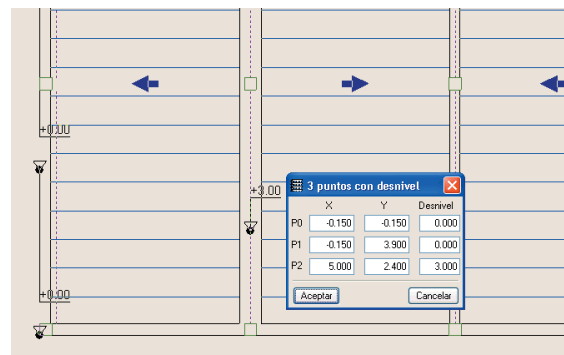 +0.00
+3.00
3 puntos con desnivel
X Y Desnivel
P0 -0.150 -0.150 0.000
P1 -0.150 3.900 0.000
P2 5.000 2.400 3.000
Aceptar Cancelar
+0.00